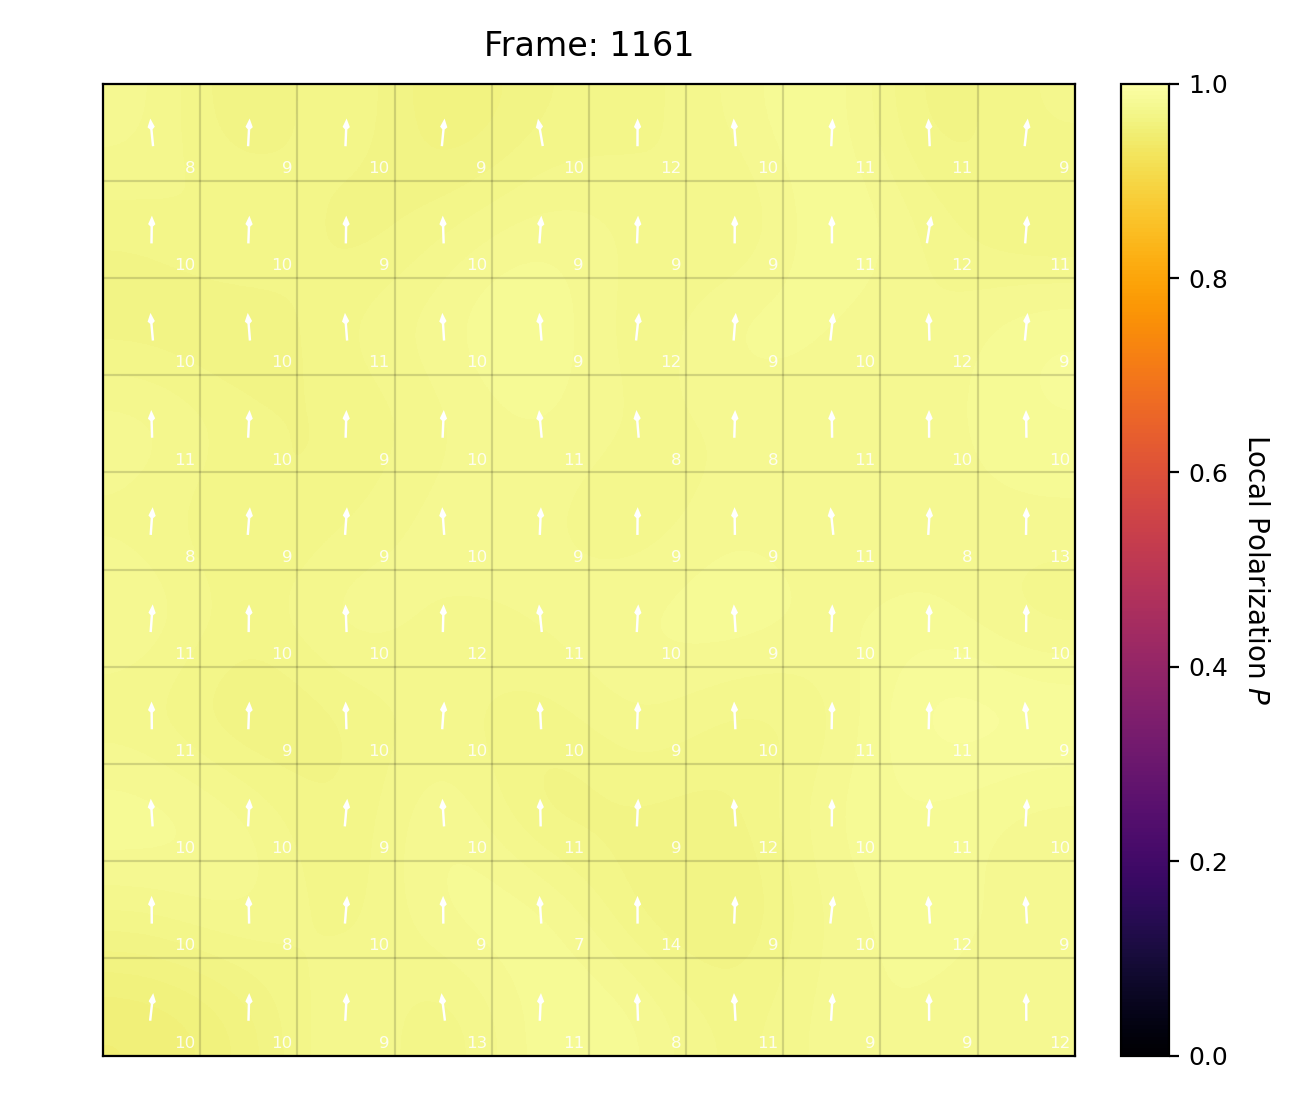 Frame: 1161
8 9 10 9 10 12 10 11 11 9
10 10 9 10 9 9 9 11 12 11
10 10 11 10 9 12 9 10 12 9
11 10 9 10 11 8 8 11 10 10
8 9 9 10 9 9 9 11 8 13
11 10 10 12 11 10 9 10 11 10
11 9 10 10 10 9 10 11 11 9
10 10 9 10 11 9 12 10 11 10
10 8 10 9 7 14 9 10 12 9
10 10 9 13 11 8 11 9 9 12
1.0
0.8
0.6
0.4
0.2
0.0
Local Polarization P